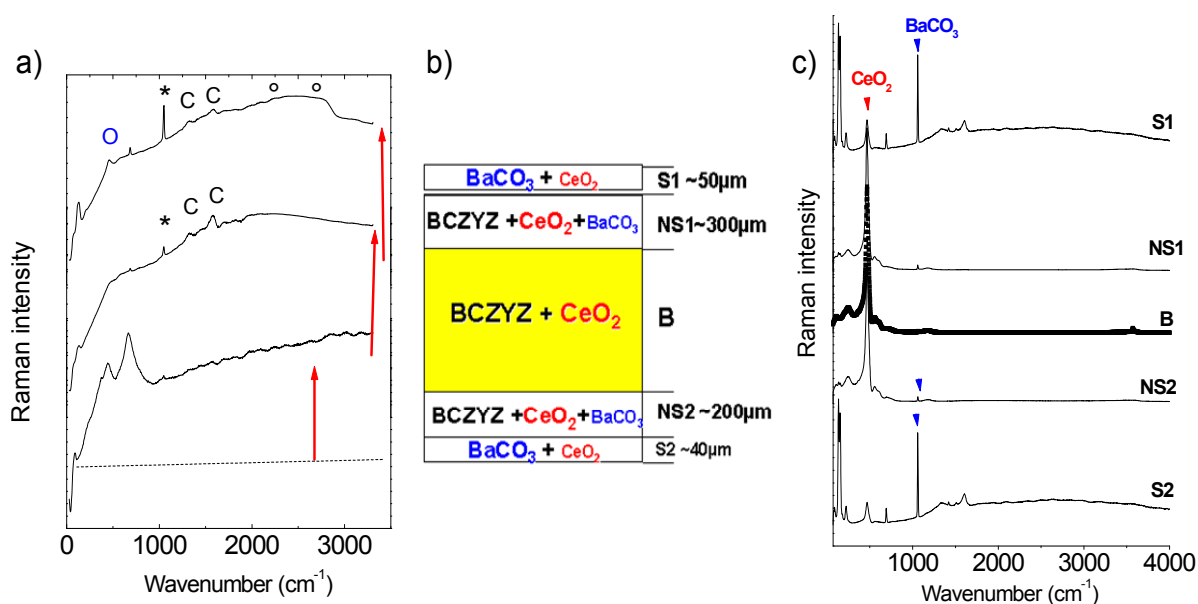 a)
* C C ° °
O
* C C
Raman intensity
0 1000 2000 3000
Wavenumber (cm⁻¹)
b)
BaCO₃ + CeO₂ S1 ~50µm
BCZYZ +CeO₂+BaCO₃ NS1~300µm
BCZYZ + CeO₂ B
BCZYZ +CeO₂+BaCO₃ NS2 ~200µm
BaCO₃ + CeO₂ S2 ~40µm
c)
BaCO₃
CeO₂
S1
NS1
B
NS2
S2
Raman intensity
1000 2000 3000 4000
Wavenumber (cm⁻¹)